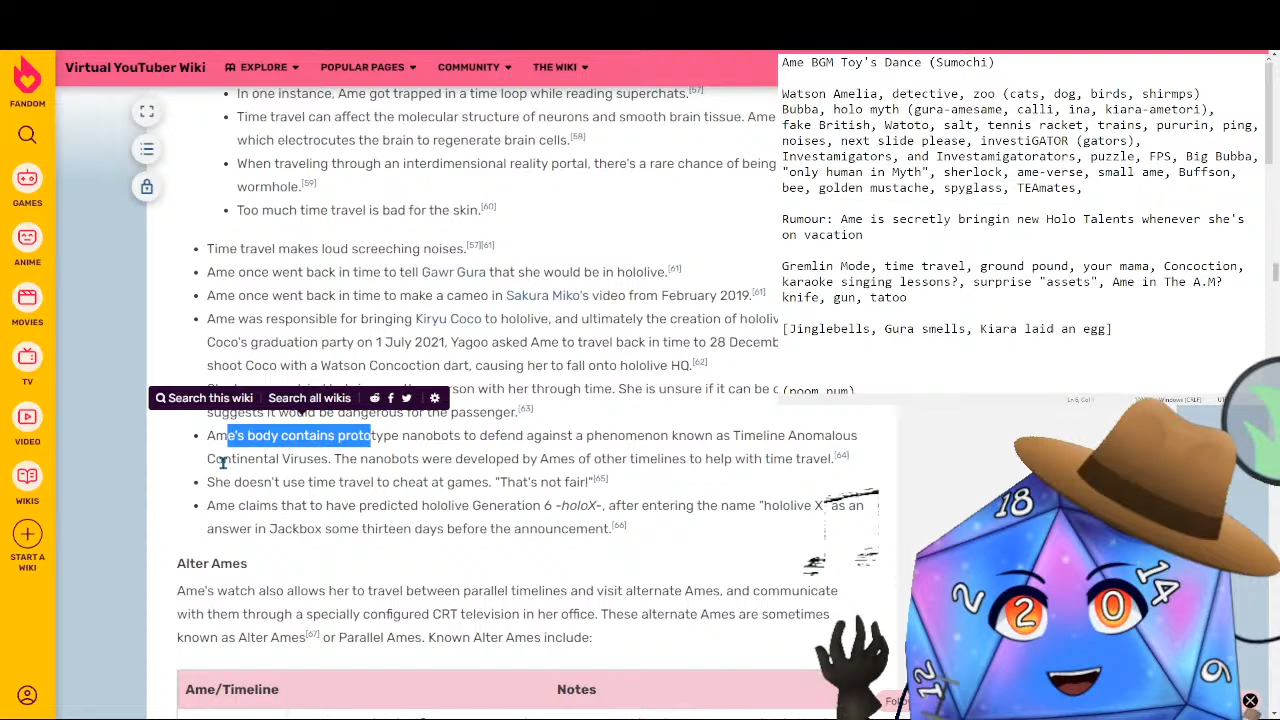 FANDOM
GAMES
ANIME
MOVIES
TV
VIDEO
WIKIS
START A
WIKI
Virtual YouTuber Wiki
EXPLORE
POPULAR PAGES
COMMUNITY
THE WIKI
In one instance, Ame got trapped in a time loop while reading superchats.[57]
Time travel can affect the molecular structure of neurons and smooth brain tissue. Ame
which electrocutes the brain to regenerate brain cells.[58]
When traveling through an interdimensional reality portal, there's a rare chance of being
wormhole.[59]
Too much time travel is bad for the skin.[60]
Time travel makes loud screeching noises.[57][61]
Ame once went back in time to tell Gawr Gura that she would be in hololive.[61]
Ame once went back in time to make a cameo in Sakura Miko's video from February 2019.[61]
Ame was responsible for bringing Kiryu Coco to hololive, and ultimately the creation of hololiv
Coco's graduation party on 1 July 2021, Yagoo asked Ame to travel back in time to 28 Decemb
shoot Coco with a Watson Concoction dart, causing her to fall onto hololive HQ.[62]
son with her through time. She is unsure if it can be
Search this wiki
Search all wikis
suggests it would be dangerous for the passenger.[63]
Ame's body contains prototype nanobots to defend against a phenomenon known as Timeline Anomalous
Continental Viruses. The nanobots were developed by Ames of other timelines to help with time travel.[64]
She doesn't use time travel to cheat at games. "That's not fair!"[65]
Ame claims that to have predicted hololive Generation 6 -holoX-, after entering the name "hololive X" as an
answer in Jackbox some thirteen days before the announcement.[66]
Alter Ames
Ame's watch also allows her to travel between parallel timelines and visit alternate Ames, and communicate
with them through a specially configured CRT television in her office. These alternate Ames are sometimes
known as Alter Ames[67] or Parallel Ames. Known Alter Ames include:
Ame/Timeline
Notes
Ame BGM Toy's Dance (Sumochi)
Watson Amelia, detective, zoo (cats, dog, birds, shirmps)
Bubba, holo myth (gura-amesame, calli, ina, kiara-ametori),
fake British, Watoto, salt, tennis racket, trains, pururin, ping,
noises, next slide please, investiGATOR (gators),
Investamigators, and Investamigatorators, puzzle, FPS, Big Bubba,
"only human in Myth", sherlock, ame-verse, small ame, Buffson,
bee, golden mustache, spyglass, TEAmates,
Rumour: Ame is secretly bringing new Holo Talents whenever she's
on vacation
Gremlin Mode, time travel, ground pound, your mama, Concoction,
karaoke singing lessons?, surprise "assets", Ame in The A.M?
knife, gun, tatoo
[Jinglebells, Gura smells, Kiara laid an egg]
18
14
2
2
0
6